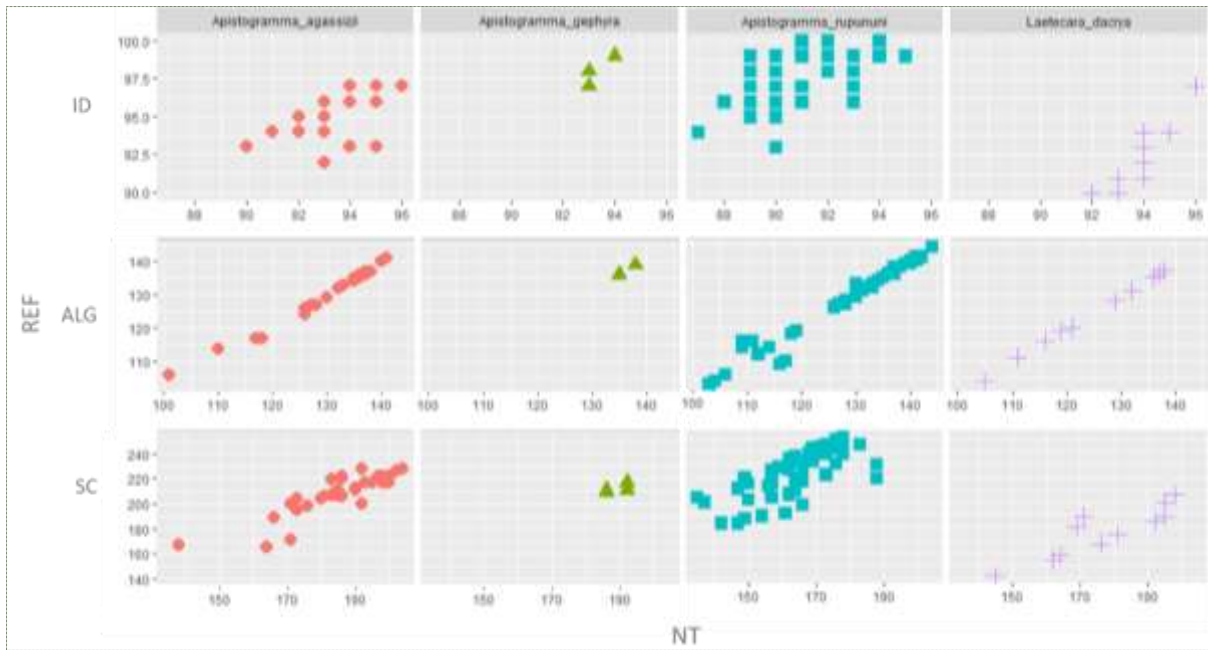 Apistogramma_agassizii Apistogramma_gephyra Apistogramma_rupununi Laetacara_dacrya
100.0
97.5
ID
95.0
92.5
90.0
88 90 92 94 96 88 90 92 94 96 88 90 92 94 96 88 90 92 94 96
140
130
REF
ALG
120
110
100 110 120 130 140 100 110 120 130 140 100 110 120 130 140 100 110 120 130 140
240
220
200
SC
180
160
140
150 170 190 150 170 190 150 170 190 150 170 190
NT